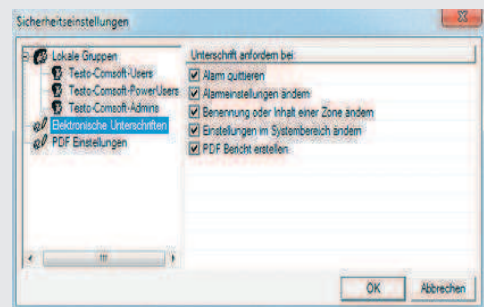 Sicherheitseinstellungen
Lokale Gruppen
Testo-Comsoft-Users
Testo-Comsoft-PowerUsers
Testo-Comsoft-Admins
Elektronische Unterschriften
PDF Einstellungen
Unterschrift anfordern bei:
Alarm quittieren
Alarmeinstellungen ändern
Benennung oder Inhalt einer Zone ändern
Einstellungen im Systembereich ändern
PDF Bericht erstellen
OK
Abbrechen